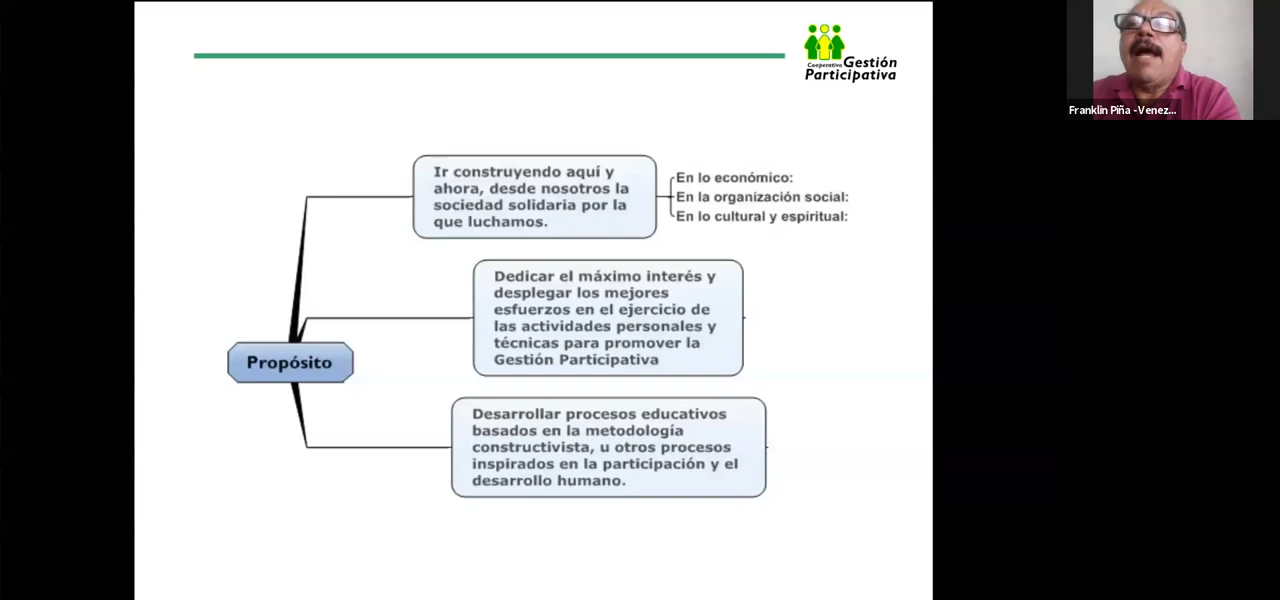 Cooperativa Gestión
Participativa
Franklin Piña -Venez...
Ir construyendo aquí y
ahora, desde nosotros la
sociedad solidaria por la
que luchamos.
En lo económico:
En la organización social:
En lo cultural y espiritual:
Dedicar el máximo interés y
desplegar los mejores
esfuerzos en el ejercicio de
las actividades personales y
técnicas para promover la
Gestión Participativa
Propósito
Desarrollar procesos educativos
basados en la metodología
constructivista, u otros procesos
inspirados en la participación y el
desarrollo humano.